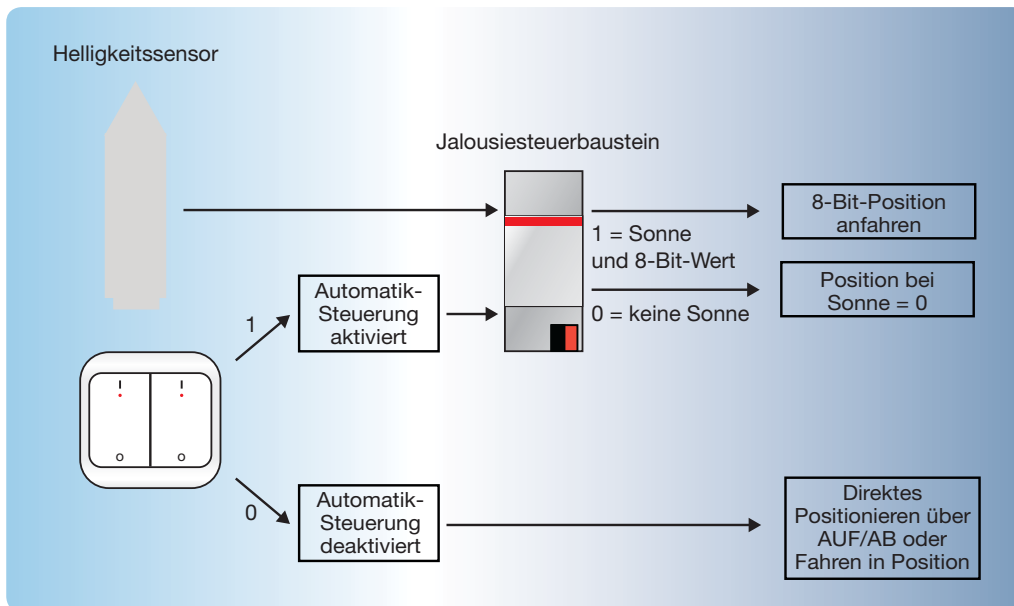 Helligkeitssensor
Jalousiesteuerbaustein
8-Bit-Position
anfahren
1 = Sonne
und 8-Bit-Wert
Automatik-
Steuerung
aktiviert
Position bei
Sonne = 0
0 = keine Sonne
1
I
I
O
O
0
Automatik-
Steuerung
deaktiviert
Direktes
Positionieren über
AUF/AB oder
Fahren in Position